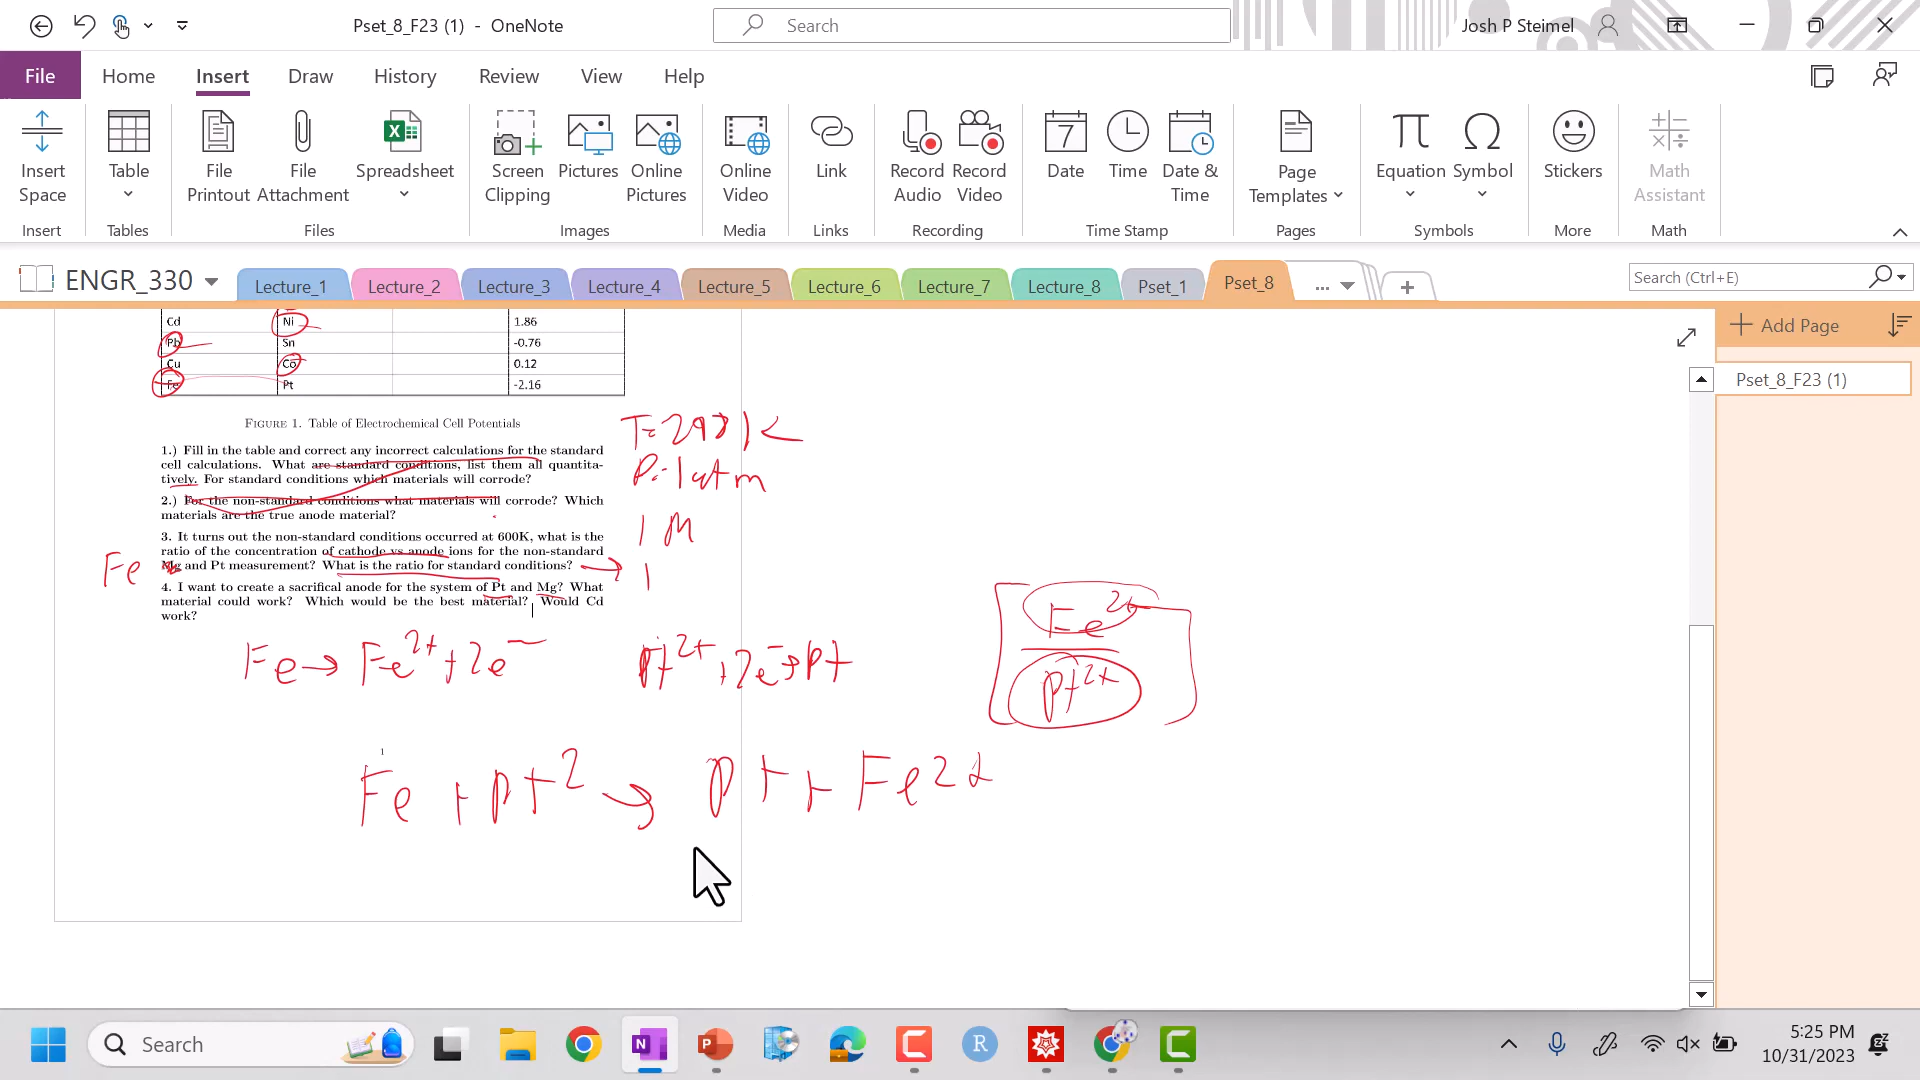 Pset_8_F23 (1) - OneNote
Search
Josh P Steimel
File Home Insert Draw History Review View Help
Insert Space
Table
File Printout
File Attachment
Spreadsheet
Screen Clipping
Pictures
Online Pictures
Online Video
Link
Record Audio
Record Video
Date
Time
Date & Time
Page Templates
Equation
Symbol
Stickers
Math Assistant
Insert Tables Files Images Media Links Recording Time Stamp Pages Symbols More Math
ENGR_330
Lecture_1 Lecture_2 Lecture_3 Lecture_4 Lecture_5 Lecture_6 Lecture_7 Lecture_8 Pset_1 Pset_8 ...
Search (Ctrl+E)
Add Page
Pset_8_F23 (1)
Cd Ni 1.86
Pb Sn -0.76
Cu Co 0.12
Fe Pt -2.16
Figure 1. Table of Electrochemical Cell Potentials
1.) Fill in the table and correct any incorrect calculations for the standard
cell calculations. What are standard conditions, list them all quantita-
tively. For standard conditions which materials will corrode?
2.) For the non-standard conditions what materials will corrode? Which
materials are the true anode material?
3. It turns out the non-standard conditions occurred at 600K, what is the
ratio of the concentration of cathode vs anode ions for the non-standard
Mg and Pt measurement? What is the ratio for standard conditions?
4. I want to create a sacrifical anode for the system of Pt and Mg? What
material could work? Which would be the best material? Would Cd
work?
T=298K
P=1atm
1 M
1
Fe
Fe→Fe2++2e−
Pt2++2e−→Pt
Fe2+
Pt2+
Fe+Pt2→Pt+Fe2+
Search
5:25 PM
10/31/2023